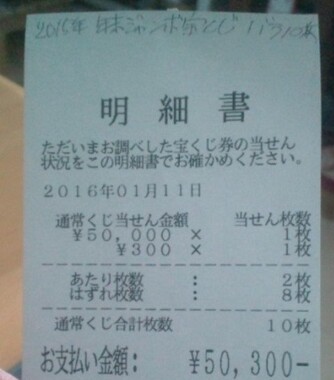 2015年 年末ジャンボ宝くじ バラ10枚
明細書
ただいまお調べした宝くじ券の当せん
状況をこの明細書でお確かめください。
2016年01月11日
通常くじ当せん金額 当せん枚数
¥50,000 × 1枚
¥300 × 1枚
あたり枚数 : 2枚
はずれ枚数 : 8枚
通常くじ合計枚数 10枚
お支払い金額: ¥50,300-